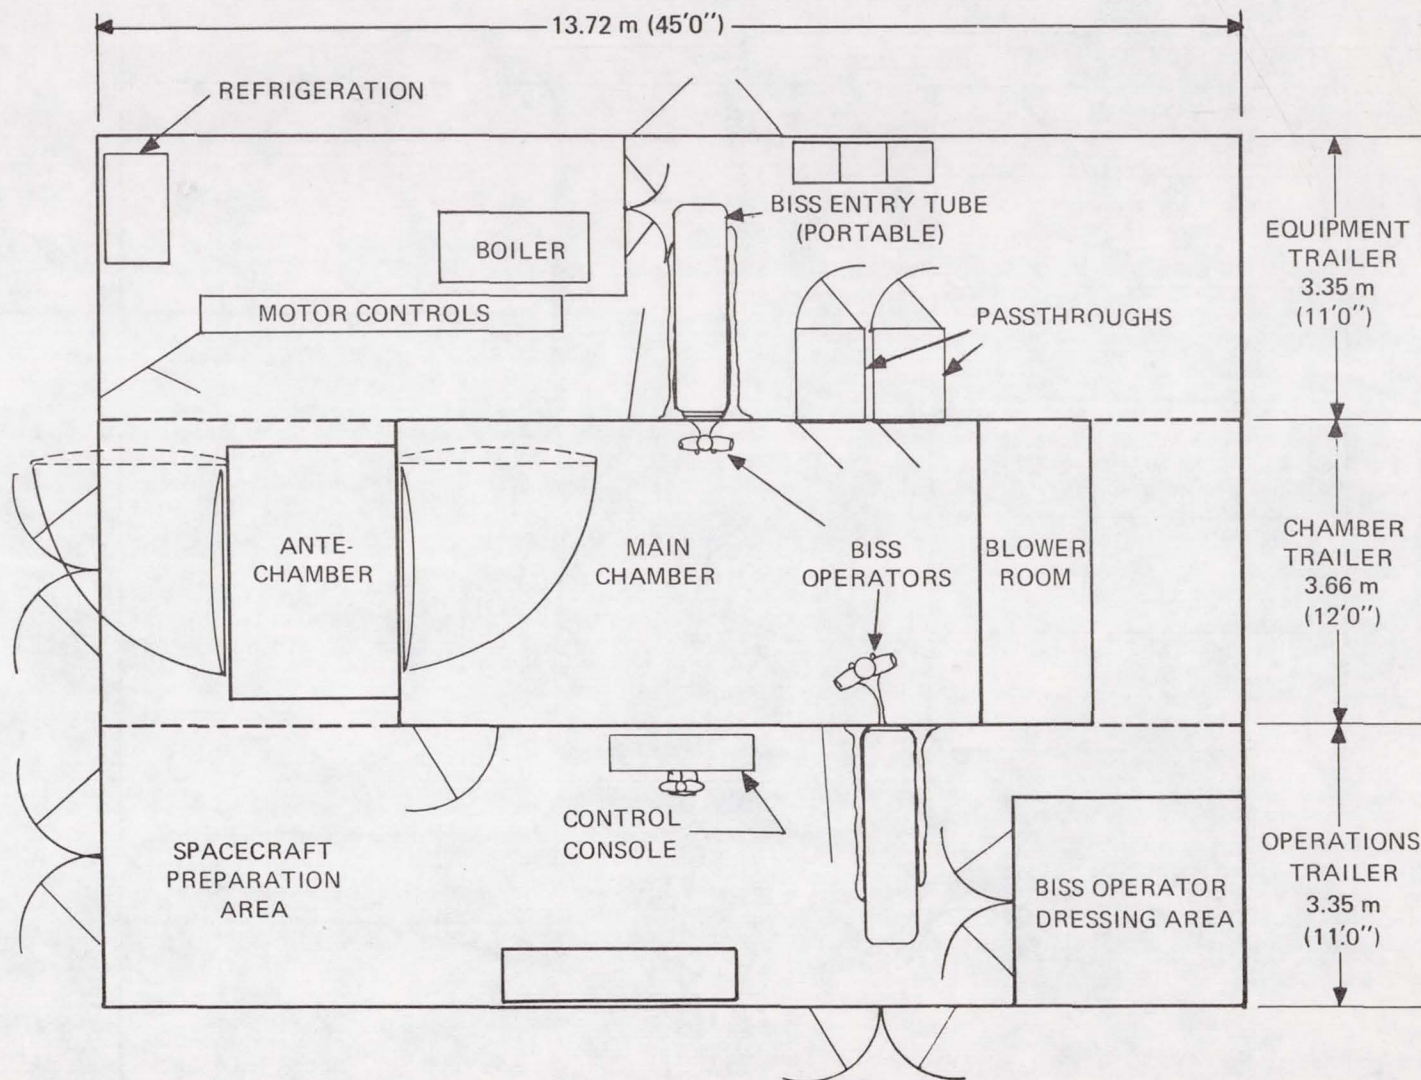 13.72 m (45'0")
REFRIGERATION
BOILER
MOTOR CONTROLS
BISS ENTRY TUBE
(PORTABLE)
PASSTHROUGHS
EQUIPMENT
TRAILER
3.35 m
(11'0")
ANTE-
CHAMBER
MAIN
CHAMBER
BISS
OPERATORS
BLOWER
ROOM
CHAMBER
TRAILER
3.66 m
(12'0")
SPACECRAFT
PREPARATION
AREA
CONTROL
CONSOLE
BISS OPERATOR
DRESSING AREA
OPERATIONS
TRAILER
3.35 m
(11'0")